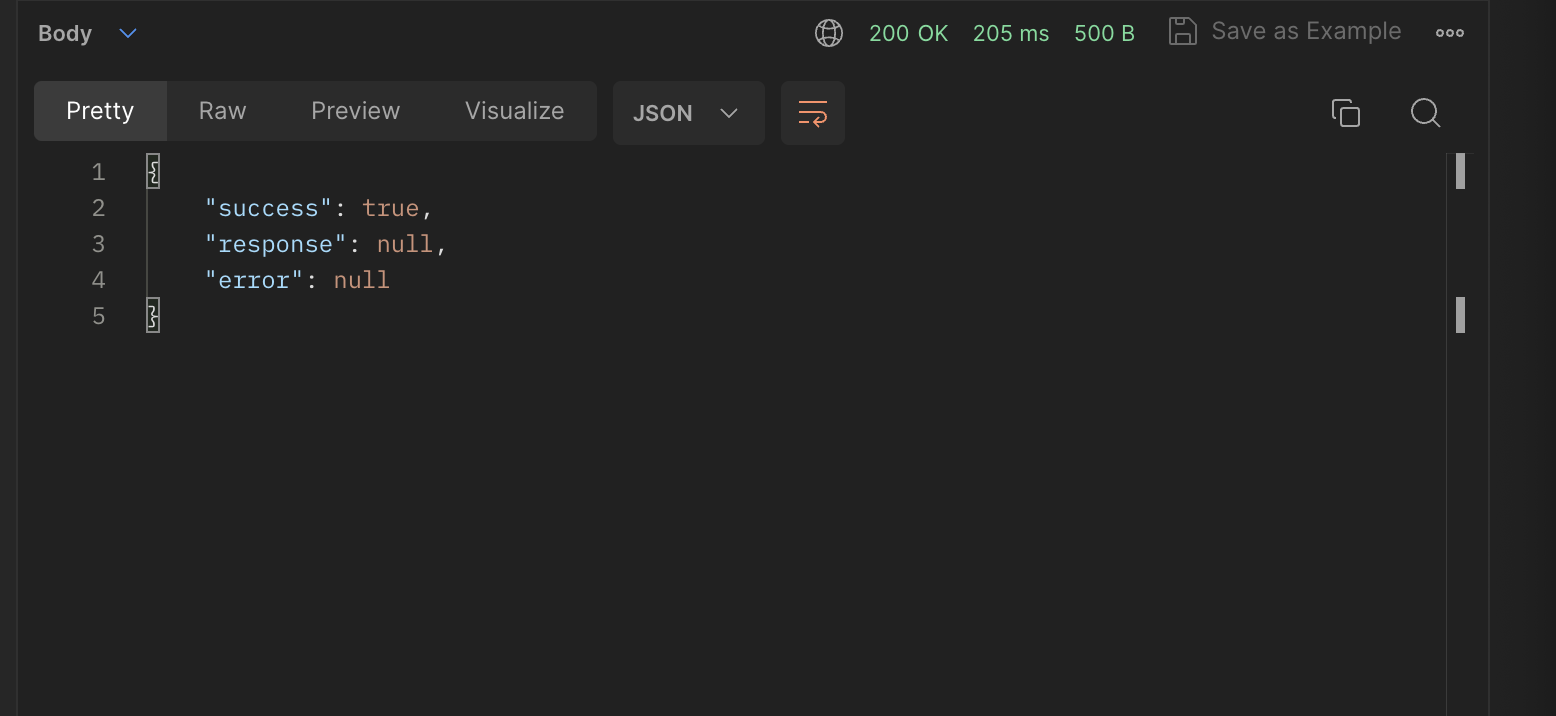 Body 200 OK 205 ms 500 B Save as Example
Pretty Raw Preview Visualize JSON
1 {
2 "success": true,
3 "response": null,
4 "error": null
5 }